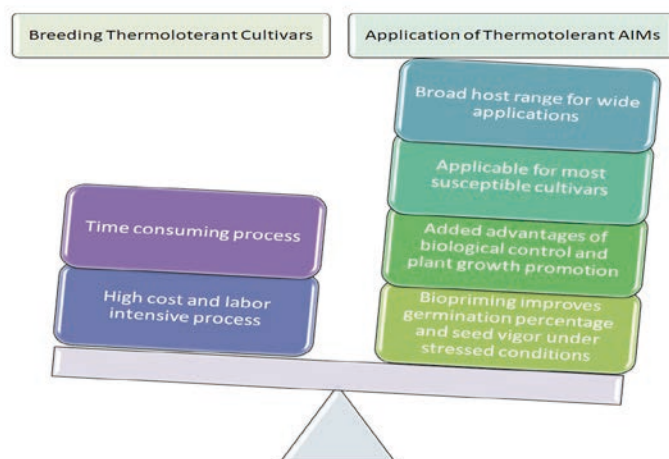 Breeding Thermoloterant Cultivars
Application of Thermotolerant AIMs
Time consuming process
High cost and labor
intensive process
Broad host range for wide
applications
Applicable for most
susceptible cultivars
Added advantages of
biological control and
plant growth promotion
Biopriming improves
germination percentage
and seed vigor under
stressed conditions